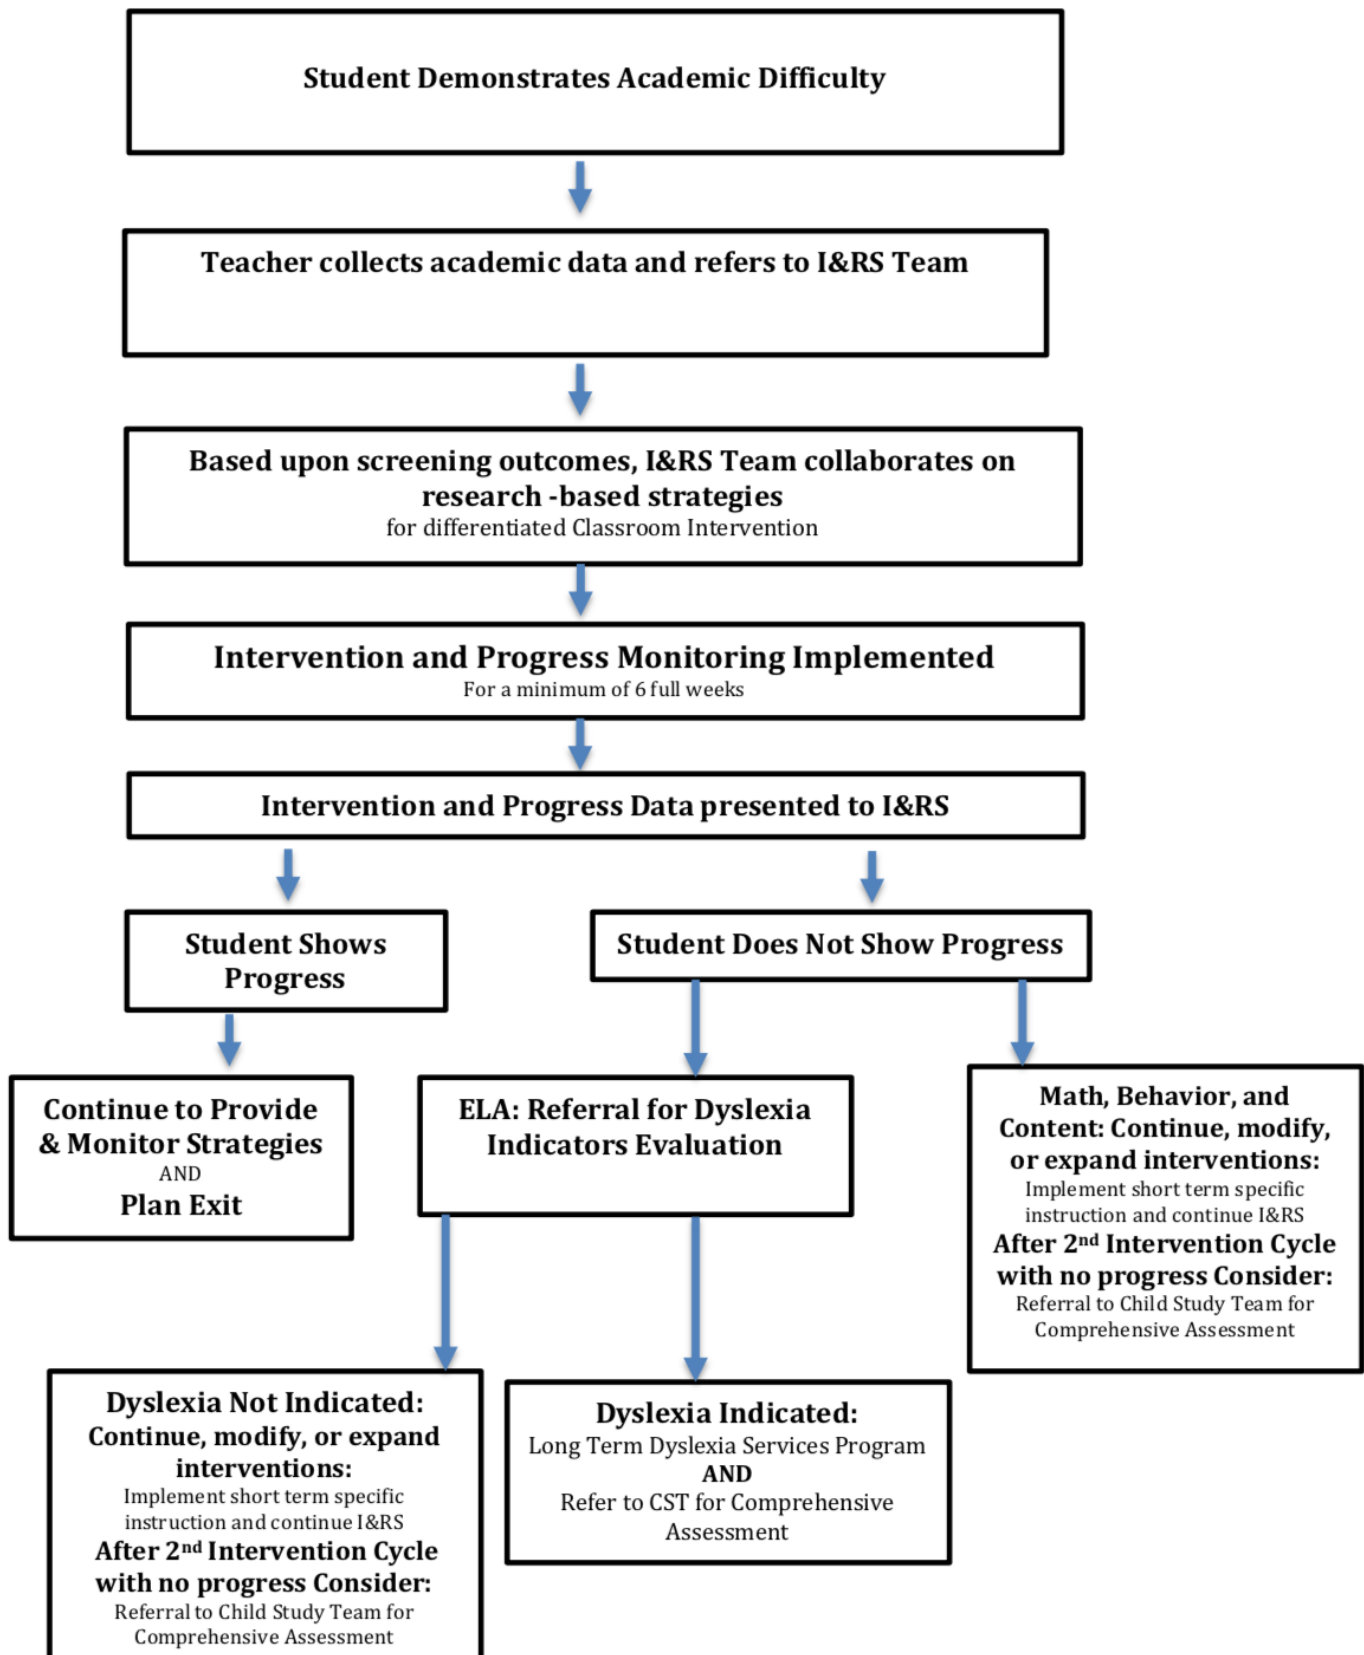 Student Demonstrates Academic Difficulty
Teacher collects academic data and refers to I&RS Team
Based upon screening outcomes, I&RS Team collaborates on
research -based strategies
for differentiated Classroom Intervention
Intervention and Progress Monitoring Implemented
For a minimum of 6 full weeks
Intervention and Progress Data presented to I&RS
Student Shows
Progress
Student Does Not Show Progress
Continue to Provide
& Monitor Strategies
AND
Plan Exit
ELA: Referral for Dyslexia
Indicators Evaluation
Math, Behavior, and
Content: Continue, modify,
or expand interventions:
Implement short term specific
instruction and continue I&RS
After 2nd Intervention Cycle
with no progress Consider:
Referral to Child Study Team for
Comprehensive Assessment
Dyslexia Not Indicated:
Continue, modify, or expand
interventions:
Implement short term specific
instruction and continue I&RS
After 2nd Intervention Cycle
with no progress Consider:
Referral to Child Study Team for
Comprehensive Assessment
Dyslexia Indicated:
Long Term Dyslexia Services Program
AND
Refer to CST for Comprehensive
Assessment